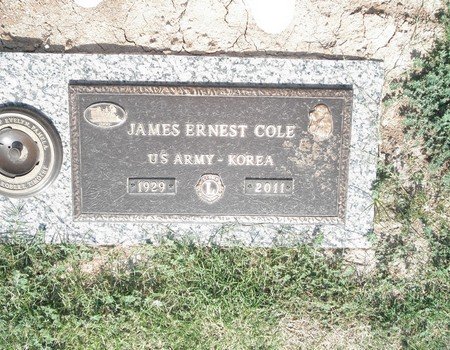 JAMES ERNEST COLE
US ARMY - KOREA
1929 2011
L